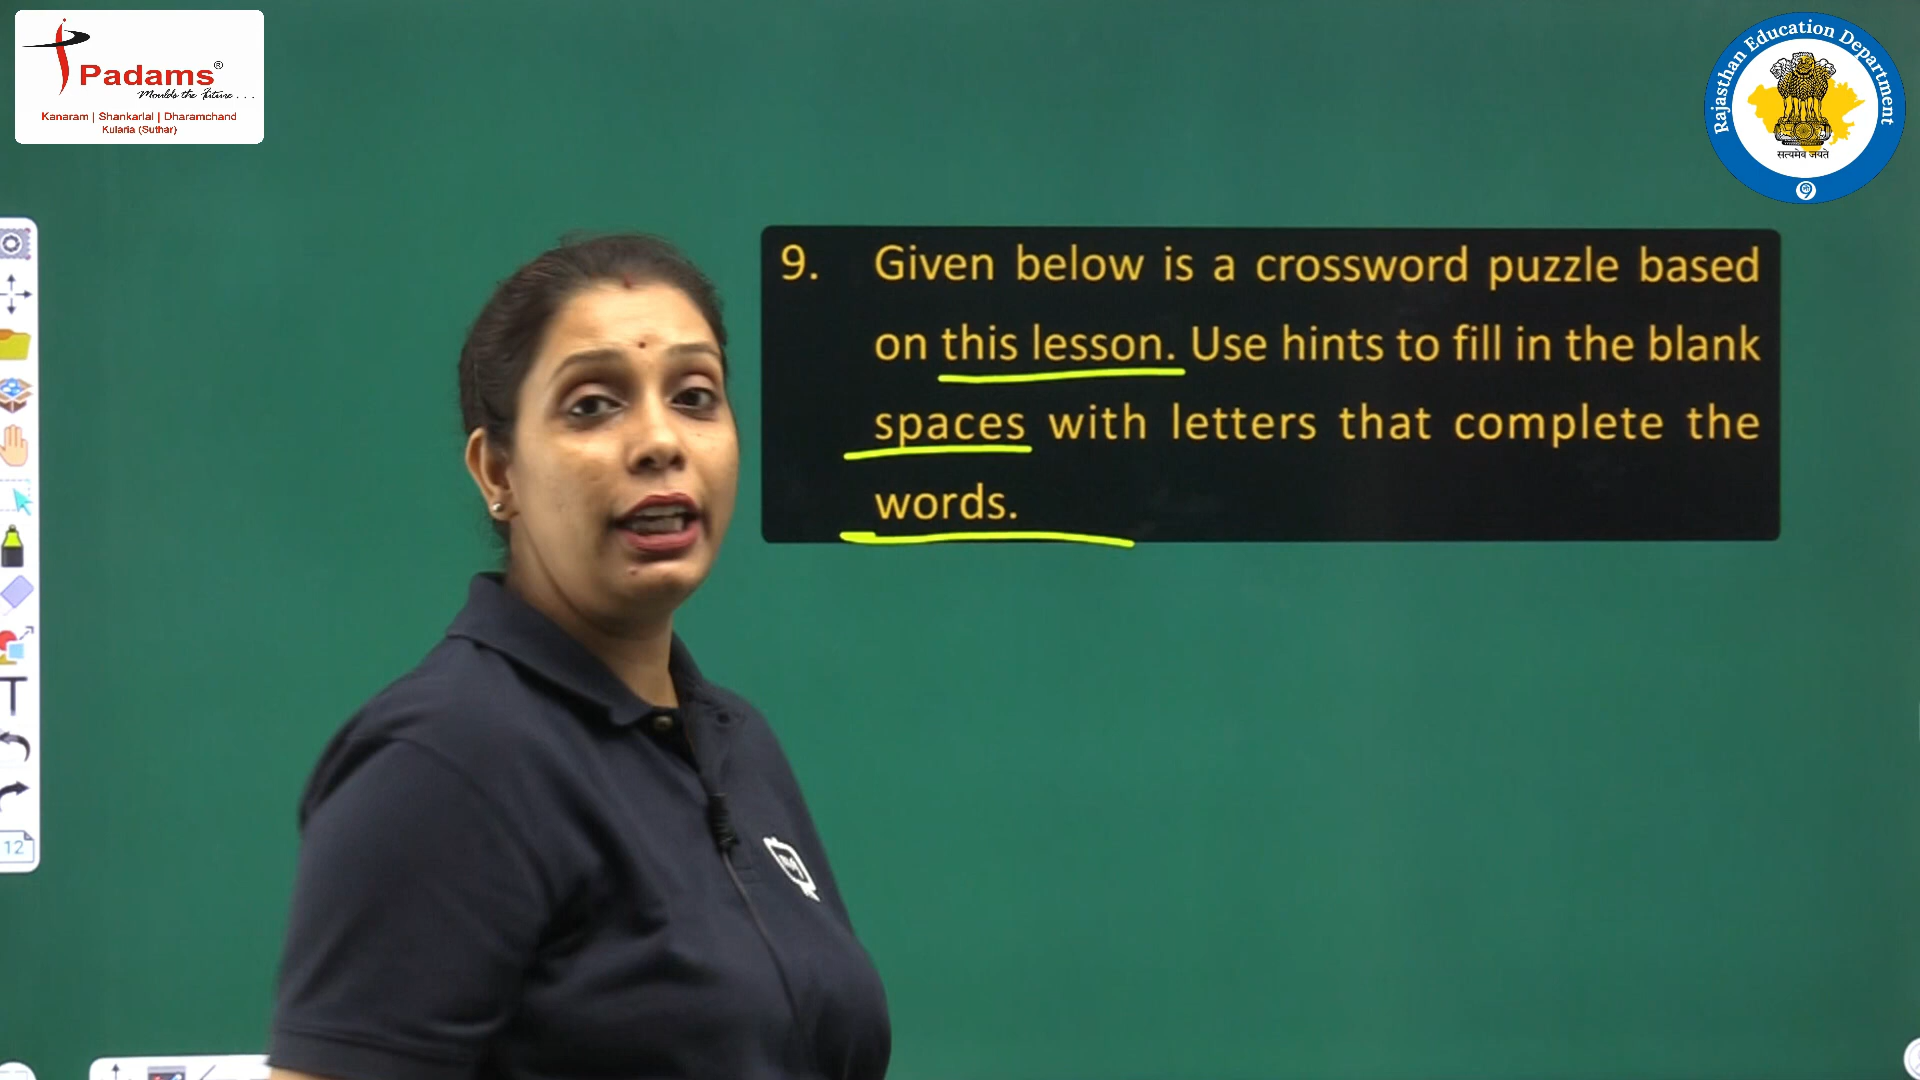 Padams®
Moulds the Future . . .
Kanaram | Shankarlal | Dharamchand
Kularia (Suthar)
Rajasthan Education Department
सत्यमेव जयते
9. Given below is a crossword puzzle based
on this lesson. Use hints to fill in the blank
spaces with letters that complete the
words.
T
12